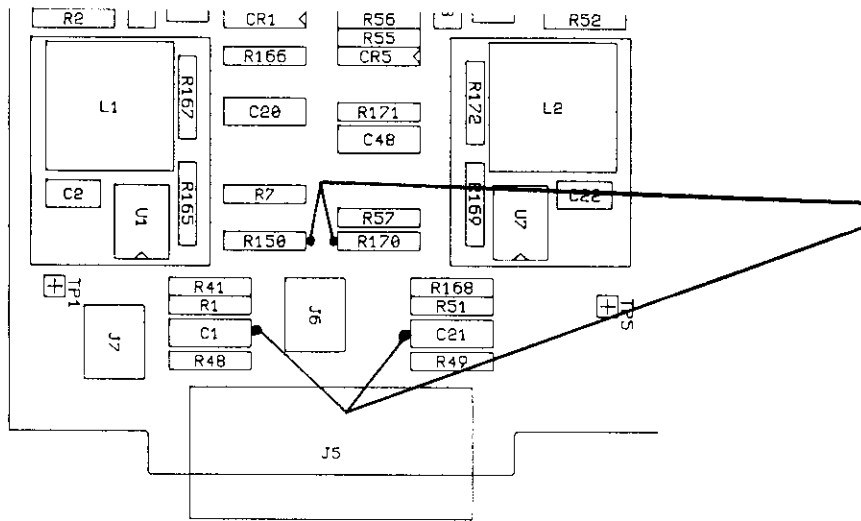 R2 CR1 R56 B R52
R55
R166 CR5
L1 R167 C20 R171 R172 L2
C48
C2 U1 R165 R7 R169 U7 C22
R57
R150 R170
TP1 R41 J6 R168 TP5
R1 R51
J7 C1 C21
R48 R49
J5